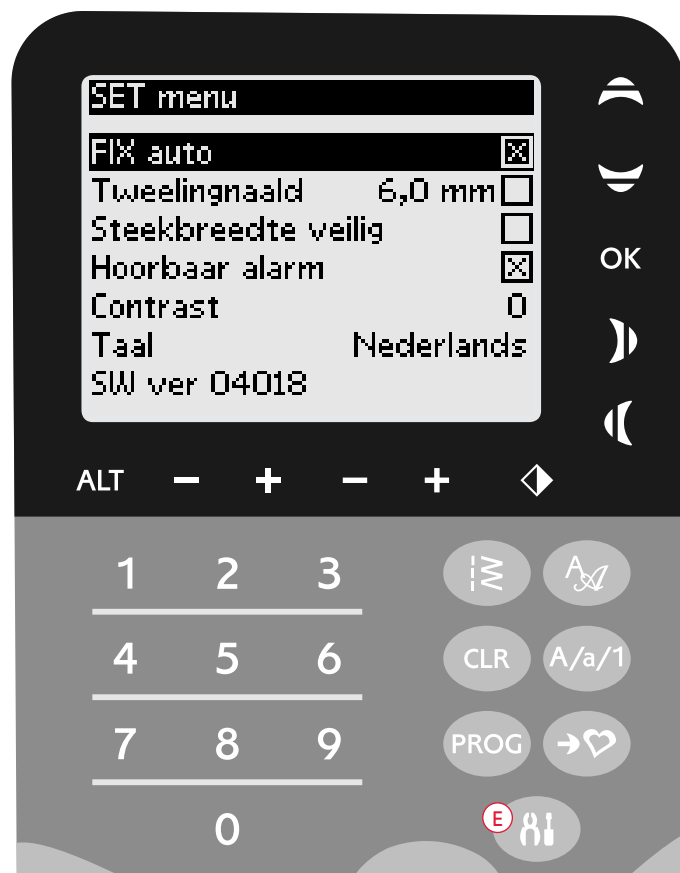 SET menu
FIX auto
Tweelingnaald 6,0 mm
Steekbreedte veilig
Hoorbaar alarm
Contrast 0
Taal Nederlands
SW ver 04018
OK
ALT - + - +
1 2 3
4 5 6
CLR A/a/1
7 8 9
PROG
E
0